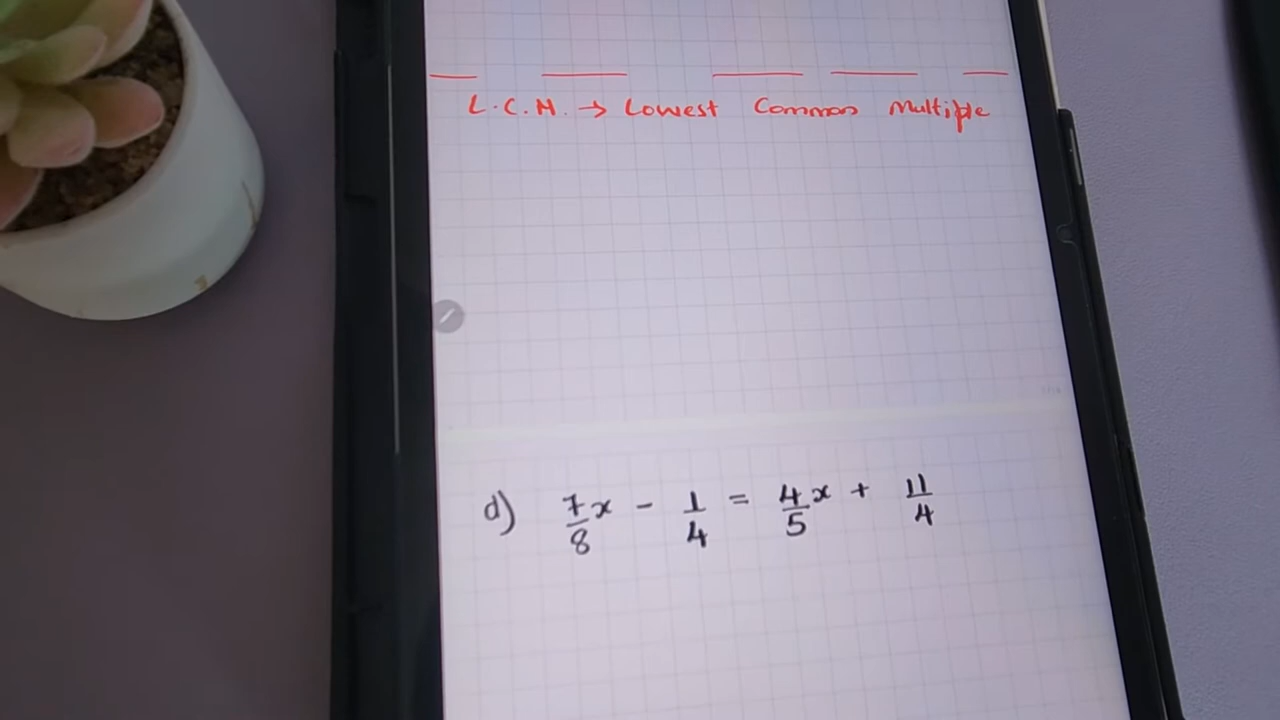 L.C.M. → Lowest Common Multiple
d) 7/8 x - 1/4 = 4/5 x + 11/4